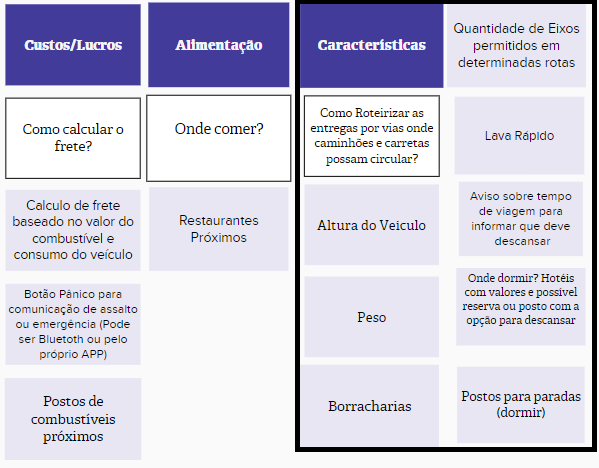 Custos/Lucros
Como calcular o
frete?
Calculo de frete
baseado no valor do
combustível e
consumo do veículo
Botão Pânico para
comunicação de assalto
ou emergência (Pode
ser Bluetoth ou pelo
próprio APP)
Postos de
combustíveis
próximos
Alimentação
Onde comer?
Restaurantes
Próximos
Características
Como Roteirizar as
entregas por vias onde
caminhões e carretas
possam circular?
Altura do Veiculo
Peso
Borracharias
Quantidade de Eixos
permitidos em
determinadas rotas
Lava Rápido
Aviso sobre tempo
de viagem para
informar que deve
descansar
Onde dormir? Hotéis
com valores e possivel
reserva ou posto com a
opção para descansar
Postos para paradas
(dormir)